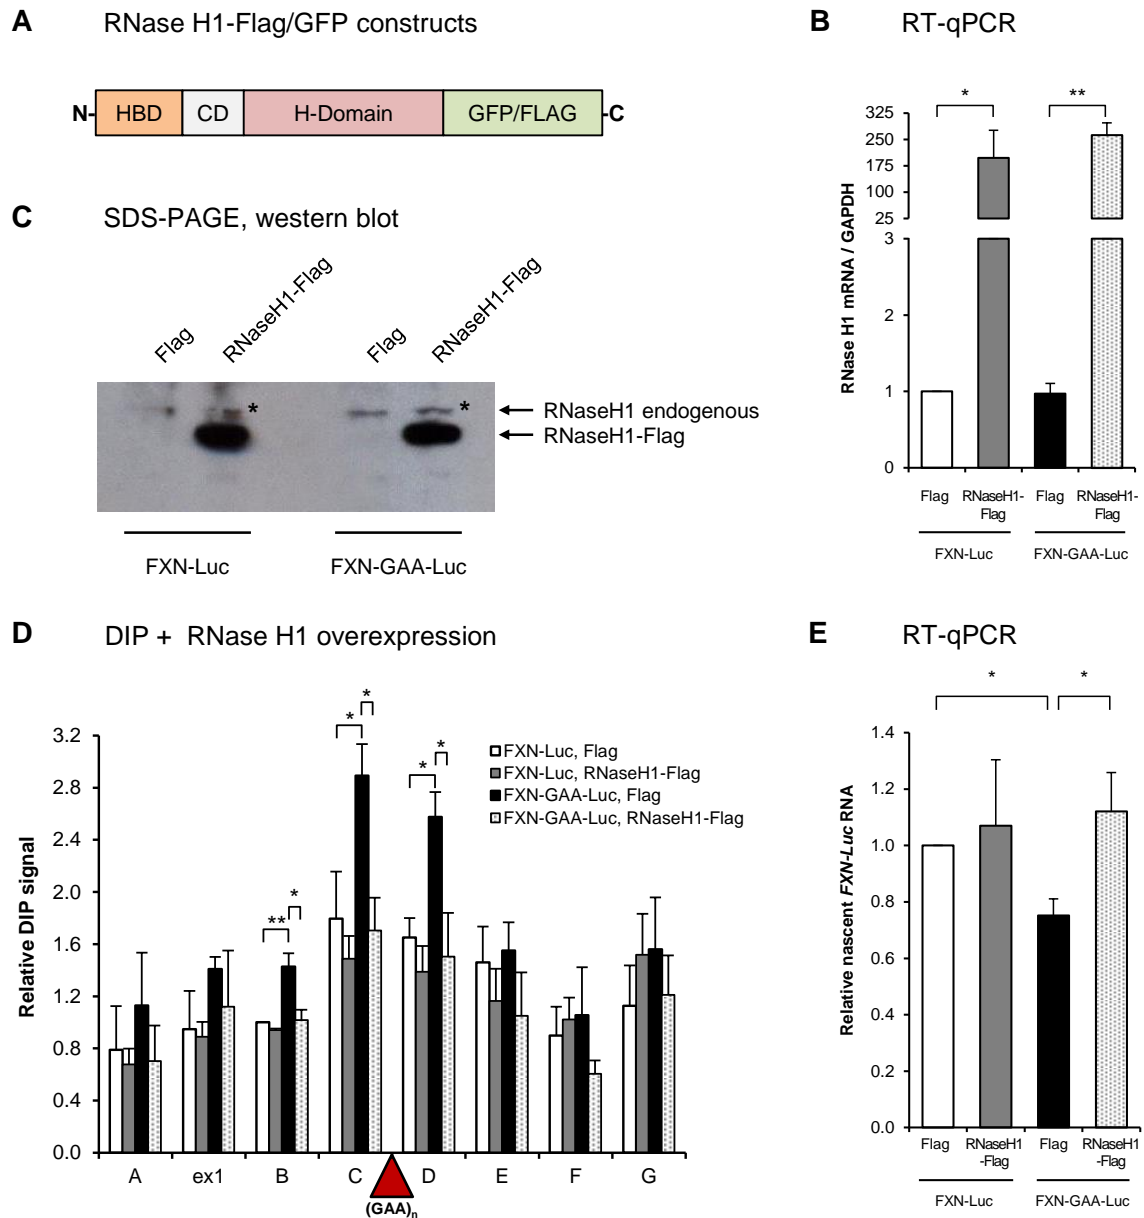 A RNase H1-Flag/GFP constructs
N- HBD CD H-Domain GFP/FLAG -C
B RT-qPCR
* **
RNase H1 mRNA / GAPDH
325
250
175
100
25
3
2
1
0
Flag RNaseH1-Flag Flag RNaseH1-Flag
FXN-Luc FXN-GAA-Luc
C SDS-PAGE, western blot
Flag RNaseH1-Flag Flag RNaseH1-Flag
* * RNaseH1 endogenous
RNaseH1-Flag
FXN-Luc FXN-GAA-Luc
D DIP + RNase H1 overexpression
Relative DIP signal
3.2
2.8
2.4
2.0
1.6
1.2
0.8
0.4
0.0
** * * * * *
FXN-Luc, Flag
FXN-Luc, RNaseH1-Flag
FXN-GAA-Luc, Flag
FXN-GAA-Luc, RNaseH1-Flag
A ex1 B C D E F G
(GAA)n
E RT-qPCR
* *
Relative nascent FXN-Luc RNA
1.4
1.2
1.0
0.8
0.6
0.4
0.2
0.0
Flag RNaseH1 Flag RNaseH1
-Flag -Flag
FXN-Luc FXN-GAA-Luc